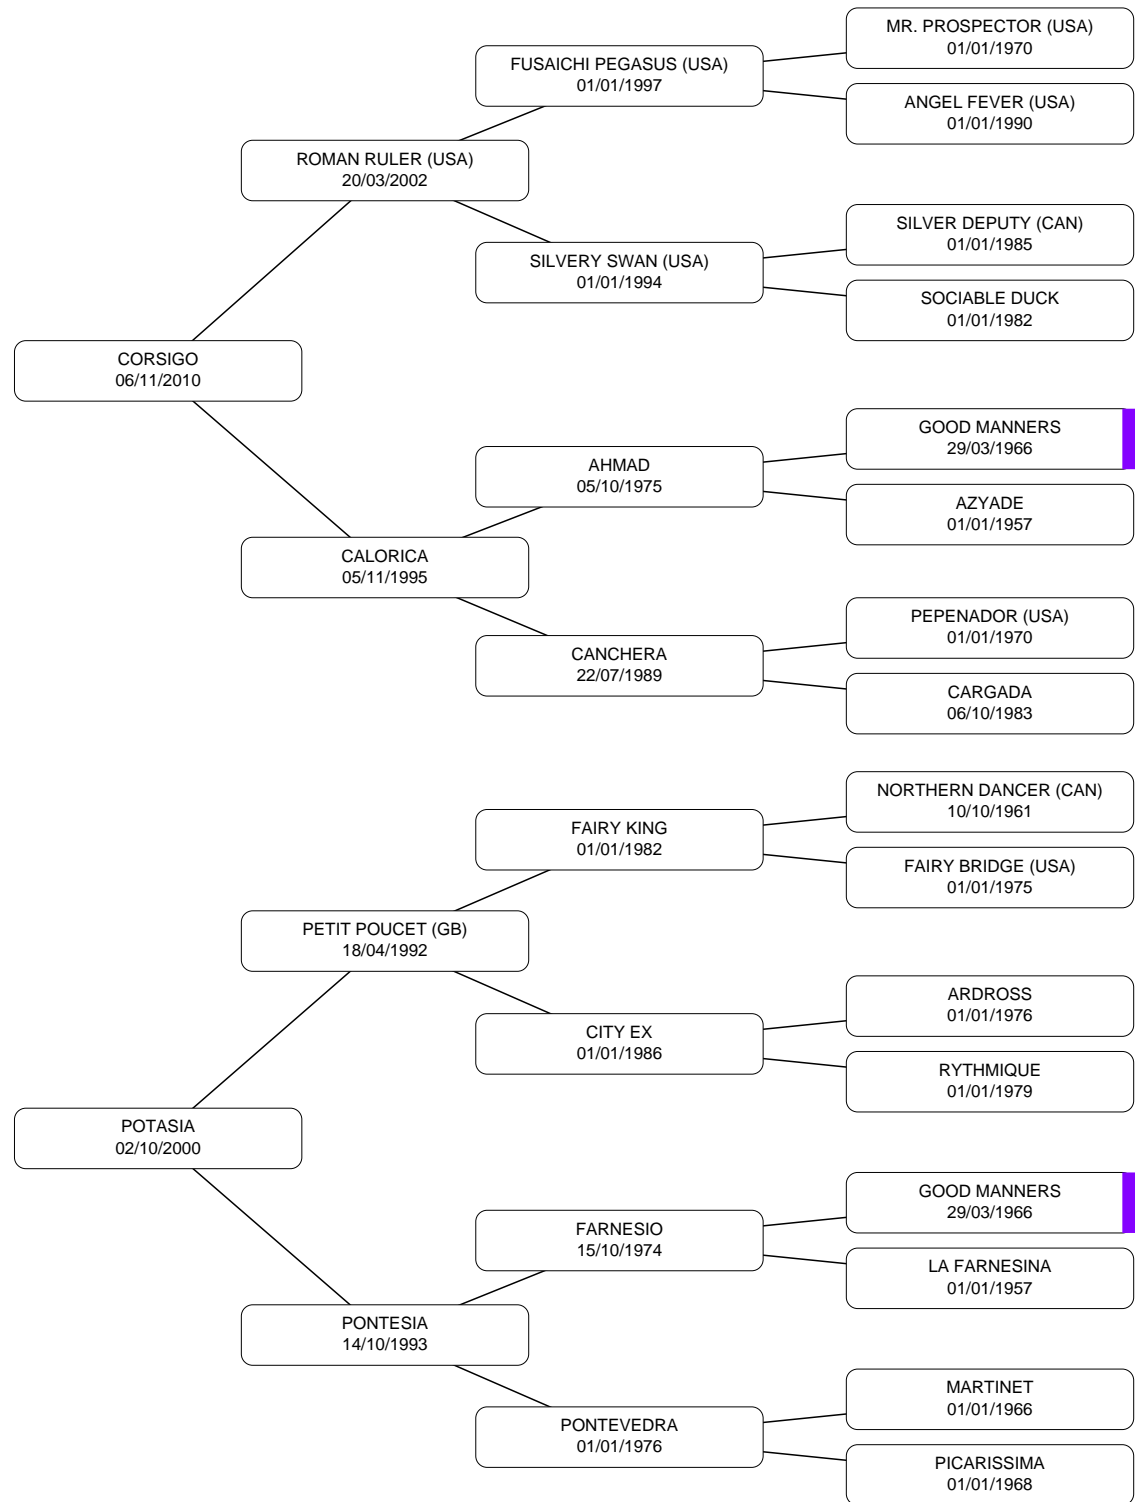 MR. PROSPECTOR (USA)
01/01/1970
FUSAICHI PEGASUS (USA)
01/01/1997
ANGEL FEVER (USA)
01/01/1990
ROMAN RULER (USA)
20/03/2002
SILVER DEPUTY (CAN)
01/01/1985
SILVERY SWAN (USA)
01/01/1994
SOCIABLE DUCK
01/01/1982
CORSIGO
06/11/2010
GOOD MANNERS
29/03/1966
AHMAD
05/10/1975
AZYADE
01/01/1957
CALORICA
05/11/1995
PEPENADOR (USA)
01/01/1970
CANCHERA
22/07/1989
CARGADA
06/10/1983
NORTHERN DANCER (CAN)
10/10/1961
FAIRY KING
01/01/1982
FAIRY BRIDGE (USA)
01/01/1975
PETIT POUCET (GB)
18/04/1992
ARDROSS
01/01/1976
CITY EX
01/01/1986
RYTHMIQUE
01/01/1979
POTASIA
02/10/2000
GOOD MANNERS
29/03/1966
FARNESIO
15/10/1974
LA FARNESINA
01/01/1957
PONTESIA
14/10/1993
MARTINET
01/01/1966
PONTEVEDRA
01/01/1976
PICARISSIMA
01/01/1968